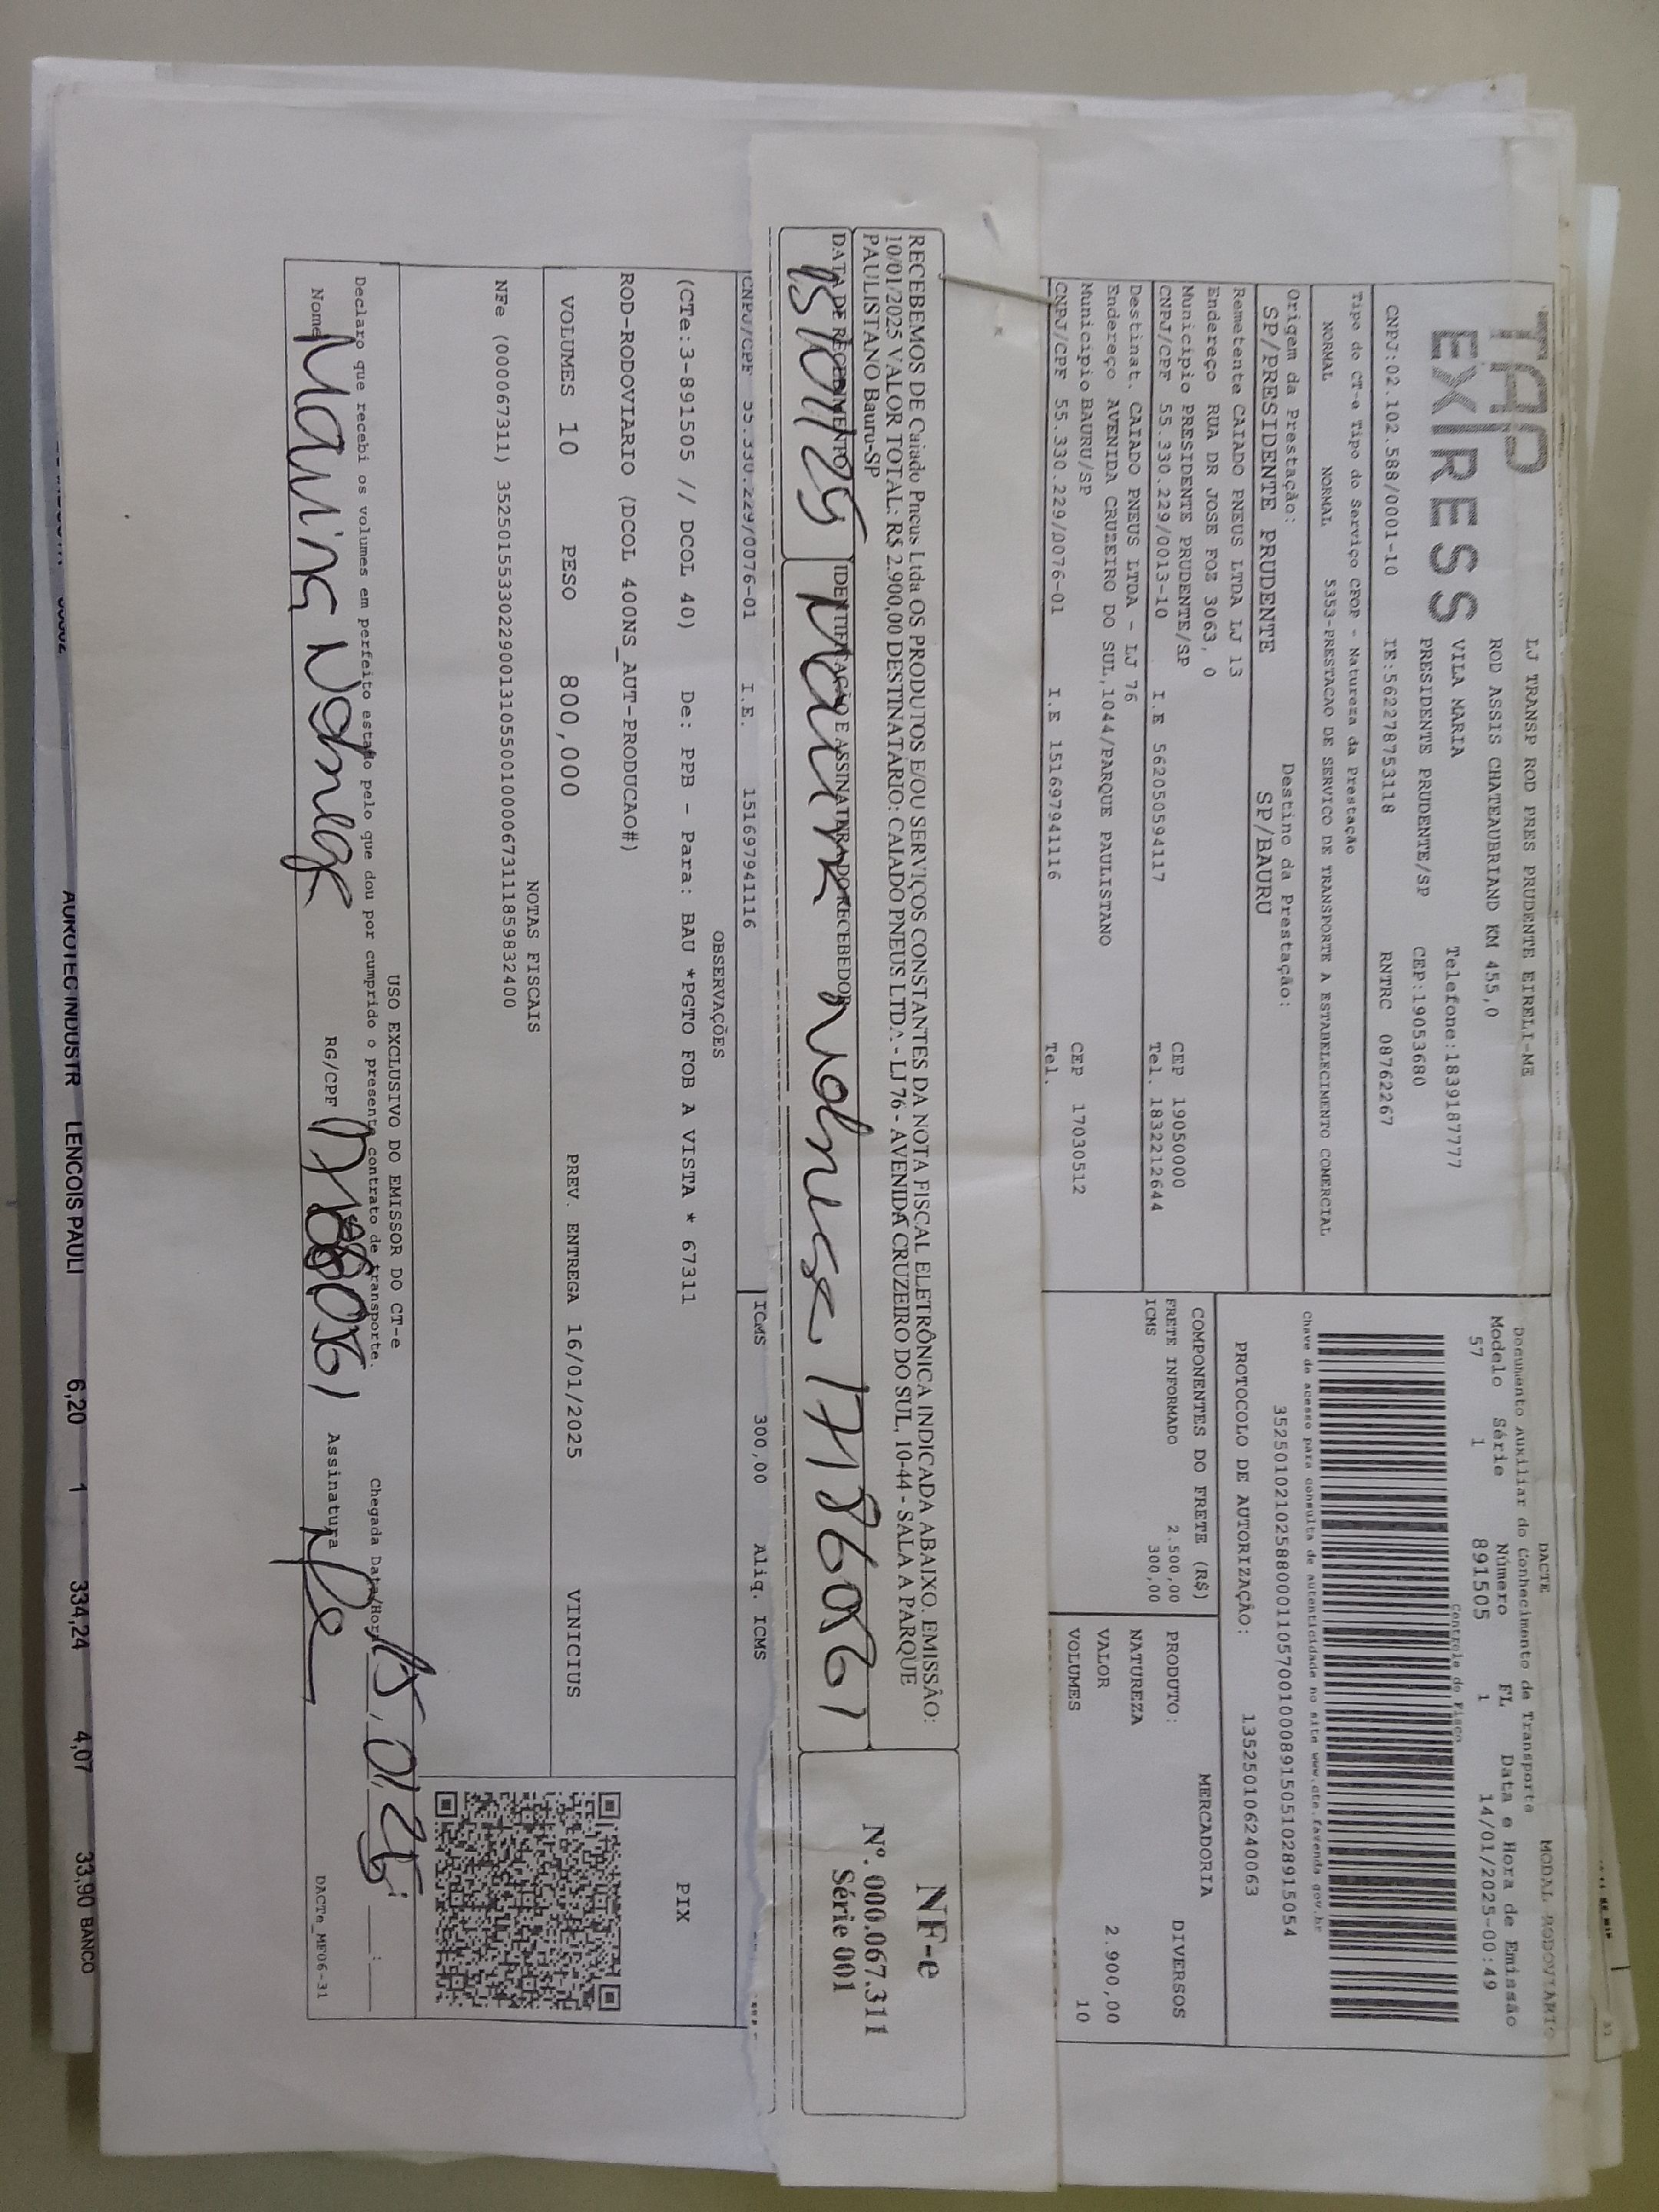 TAP
EXPRESS
LJ TRANSP ROD PRES PRUDENTE EIRELI-ME
ROD ASSIS CHATEAUBRIAND KM 455,0
VILA MARIA
Telefone:1839187777
PRESIDENTE PRUDENTE/SP
CEP:19053680
CNPJ:02.102.588/0001-10 IE:562278753118 RNTRC 08762267
Tipo do CT-e Tipo do Serviço CFOP - Natureza da Prestação
NORMAL NORMAL 5353-PRESTACAO DE SERVICO DE TRANSPORTE A ESTABELECIMENTO COMERCIAL
Origem da Prestação: Destino da Prestação:
SP/PRESIDENTE PRUDENTE SP/BAURU
Remetente CAIADO PNEUS LTDA LJ 13
Endereço RUA DR JOSE FOZ 3063, 0
Município PRESIDENTE PRUDENTE/SP CEP 19050000
CNPJ/CPF 55.330.229/0013-10 I.E 562050594117 Tel. 1832212644
Destinat. CAIADO PNEUS LTDA - LJ 76
Endereço AVENIDA CRUZEIRO DO SUL,1044/PARQUE PAULISTANO
Município BAURU/SP CEP 17030512
CNPJ/CPF 55.330.229/0076-01 I.E 151697941116 Tel.
DACTE MODAL RODOVIARIO
Documento Auxiliar do Conhecimento de Transporte
Modelo Série Número FL Data e Hora de Emissão
57 1 891505 1 14/01/2025-00:49
Controle do Fisco
Chave de acesso para consulta de autenticidade no site www.cte.fazenda.gov.br
35250102102588000110570010008915051028915054
PROTOCOLO DE AUTORIZAÇÃO: 135250106240063
COMPONENTES DO FRETE (R$) MERCADORIA
FRETE INFORMADO 2.500,00
ICMS 300,00
PRODUTO: DIVERSOS
NATUREZA
VALOR 2.900,00
VOLUMES 10
RECEBEMOS DE Caiado Pneus Ltda OS PRODUTOS E/OU SERVIÇOS CONSTANTES DA NOTA FISCAL ELETRÔNICA INDICADA ABAIXO. EMISSÃO:
10/01/2025 VALOR TOTAL: R$ 2.900,00 DESTINATÁRIO: CAIADO PNEUS LTDA - LJ 76 - AVENIDA CRUZEIRO DO SUL, 10-44 - SALA A PARQUE
PAULISTANO Bauru-SP
DATA DE RECEBIMENTO IDENTIFICAÇÃO E ASSINATURA DO RECEBEDOR
15/01/25
NF-e
Nº. 000.067.311
Série 001
CNPJ/CPF 55.330.229/0076-01 I.E. 151697941116 ICMS 300,00 Aliq. ICMS
OBSERVAÇÕES
(CTe:3-891505 // DCOL 40) De: PPB - Para: BAU *PGTO FOB A VISTA * 67311
ROD-RODOVIARIO (DCOL 400NS_AUT-PRODUCAO#)
PIX
VOLUMES 10 PESO 800,000 PREV. ENTREGA 16/01/2025 VINICIUS
NOTAS FISCAIS
NFe (000067311) 35250155330229001310550010000673111859832400
USO EXCLUSIVO DO EMISSOR DO CT-e
Declaro que recebi os volumes em perfeito estado pelo que dou por cumprido o presente contrato de transporte.
Chegada Data/Hora 15/01/25 :
Nome RG/CPF Assinatura
DACTe_MF06-31
LENCOIS PAULI 6,20 1 334,24 4,07 33,90 BANCO